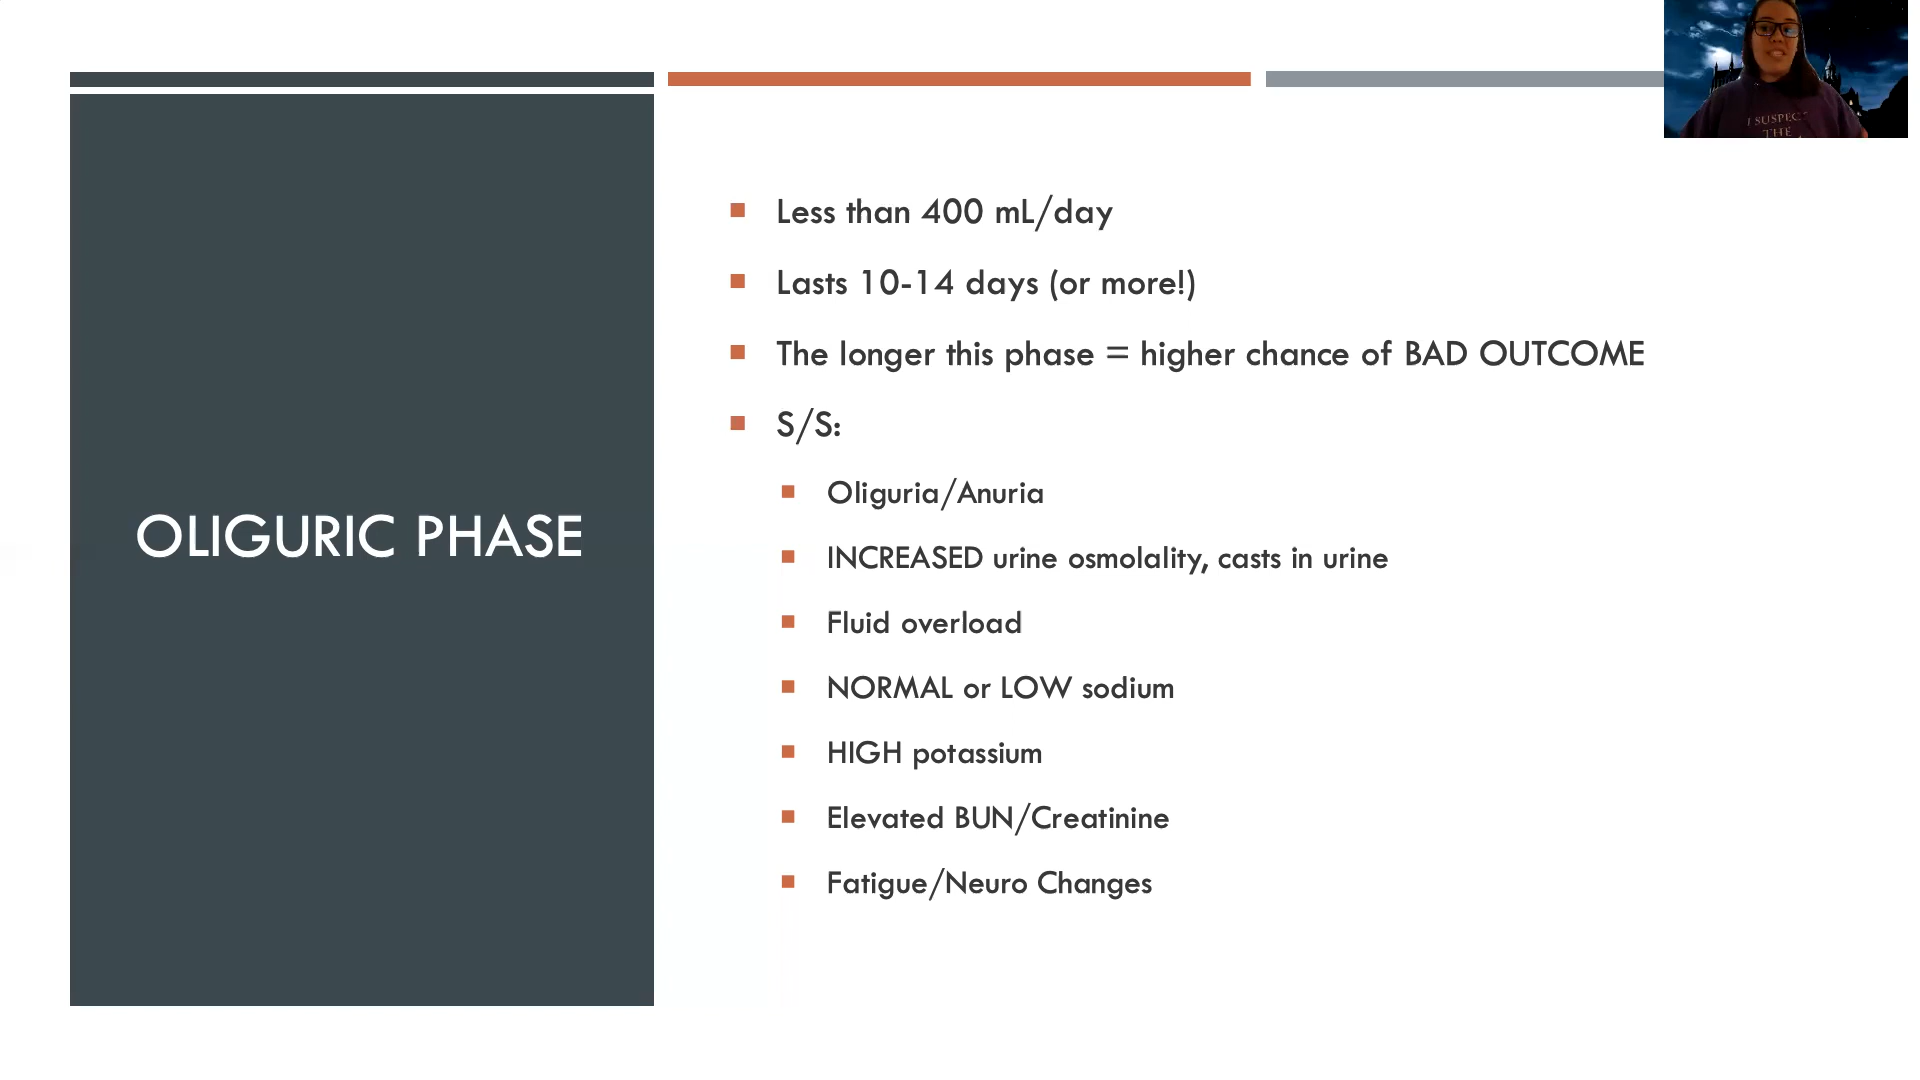 OLIGURIC PHASE
Less than 400 mL/day
Lasts 10-14 days (or more!)
The longer this phase = higher chance of BAD OUTCOME
S/S:
Oliguria/Anuria
INCREASED urine osmolality, casts in urine
Fluid overload
NORMAL or LOW sodium
HIGH potassium
Elevated BUN/Creatinine
Fatigue/Neuro Changes
I SUSPECT
THE